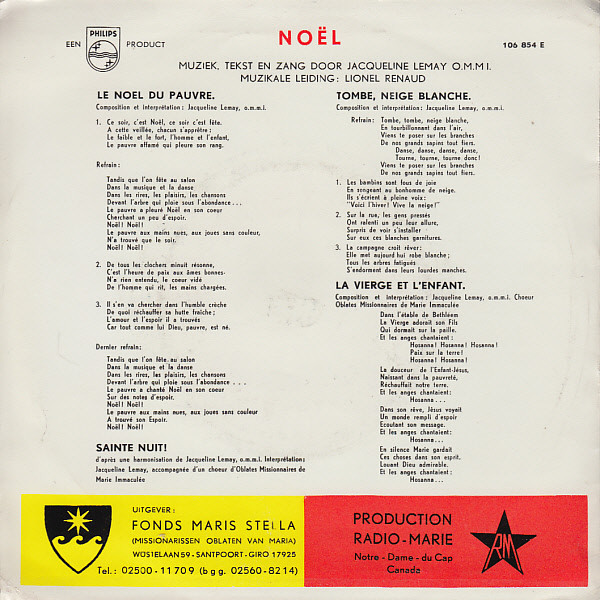 PHILIPS
EEN PRODUCT
NOËL
106 854 E
MUZIEK, TEKST EN ZANG DOOR JACQUELINE LEMAY O.M.M I.
MUZIKALE LEIDING: LIONEL RENAUD
LE NOEL DU PAUVRE.
Composition et interprétation: Jacqueline Lemay, o.m.m.i.
1. Ce soir, c'est Noël, ce soir c'est fête.
A cette veillée, chacun s'apprête;
Le faible et le fort, l'homme et l'enfant,
Le pauvre affamé qui pleure son rang.
Refrain:
Tandis que l'on fête au salon
Dans la musique et la danse
Dans les rires, les plaisirs, les chansons
Devant l'arbre qui ploie sous l'abondance...
Le pauvre a pleuré Noël en son coeur
Cherchant un peu d'espoir.
Noël! Noël!
Le pauvre aux mains nues, aux joues sans couleur,
N'a trouvé que le soir.
Noël! Noël!
2. De tous les clochers minuit résonne,
C'est l'heure de paix aux âmes bonnes-
N'a rien entendu, le coeur vidé
De l'homme qui rit, les mains chargées.
3. Il s'en va chercher dans l'humble crèche
De quoi réchauffer sa hutte fraîche;
L'amour et l'espoir il a trouvés
Car tout comme lui Dieu, pauvre, est né.
Dernier refrain:
Tandis que l'on fête au salon
Dans la musique et la danse
Dans les rires, les plaisirs, les chansons
Devant l'arbre qui ploie sous l'abondance ...
Le pauvre a chanté Noël en son coeur
Sur des notes d'espoir.
Noël! Noël!
Le pauvre aux mains nues, aux joues sans couleur
A trouvé son Espoir.
Noël! Noël!
SAINTE NUIT!
d'après une harmonisation de Jacqueline Lemay, o.m.m.i. Interprétation:
Jacqueline Lemay, accompagnée d'un choeur d'Oblates Missionnaires de
Marie Immaculée
TOMBE, NEIGE BLANCHE.
Composition et interprétation: Jacqueline Lemay, o.m.m.i.
Refrain: Tombe, tombe, neige blanche,
En tourbillonnant dans l'air,
Viens te poser sur les branches
De nos grands sapins tout fiers.
Danse, danse, danse, danse,
Tourne, tourne, tourne donc!
Viens te poser sur les branches
De nos grands sapins tout fiers.
1. Les bambins sont fous de joie
En songeant au bonhomme de neige.
Ils s'écrient à pleine voix:
"Voici l'hiver! Vive la neige!"
2. Sur la rue, les gens pressés
Ont ralenti un peu leur allure,
Surpris de voir s'installer
Sur eux ces blanches garnitures.
3. La campagne croit rêver;
Elle met aujourd'hui robe blanche;
Tous les arbres fatigués
S'endorment dans leurs lourdes manches.
LA VIERGE ET L'ENFANT.
Composition et interprétation: Jacqueline Lemay, o.m.m.i. Choeur
Oblates Missionnaires de Marie Immaculée
Dans l'étable de Bethléem
La Vierge adorait son Fils
Qui dormait sur la paille.
Et les anges chantaient:
Hosanna! Hosanna! Hosanna!
Paix sur la terre!
Hosanna! Hosanna!
La douceur de l'Enfant-Jésus,
Naissant dans la pauvreté,
Réchauffait notre terre.
Et les anges chantaient:
Hosanna...
Dans son rêve, Jésus voyait
Un monde rempli d'espoir
Ecoutant son message.
Et les anges chantaient:
Hosanna...
En silence Marie gardait
Ces choses dans son esprit.
Louant Dieu admirable.
Et les anges chantaient:
Hosanna...
UITGEVER:
FONDS MARIS STELLA
(MISSIONARISSEN OBLATEN VAN MARIA)
WUSTELAAN 59 - SANTPOORT - GIRO 17925
Tel.: 02500-11709 (bgg. 02560-8214)
PRODUCTION
RADIO-MARIE
Notre - Dame - du Cap
Canada
RM